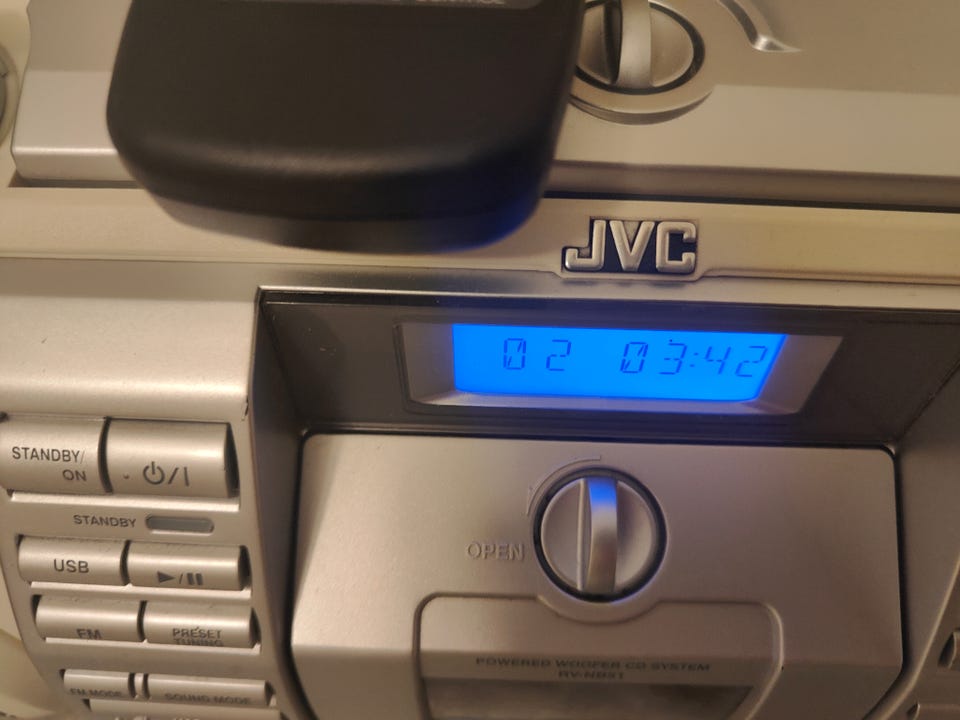 JVC
02 03:42
STANDBY/
ON
STANDBY
OPEN
USB
FM
PRESET
TUNING
POWERED WOOFER CD SYSTEM
RV-NB51
FM MODE
SOUND MODE